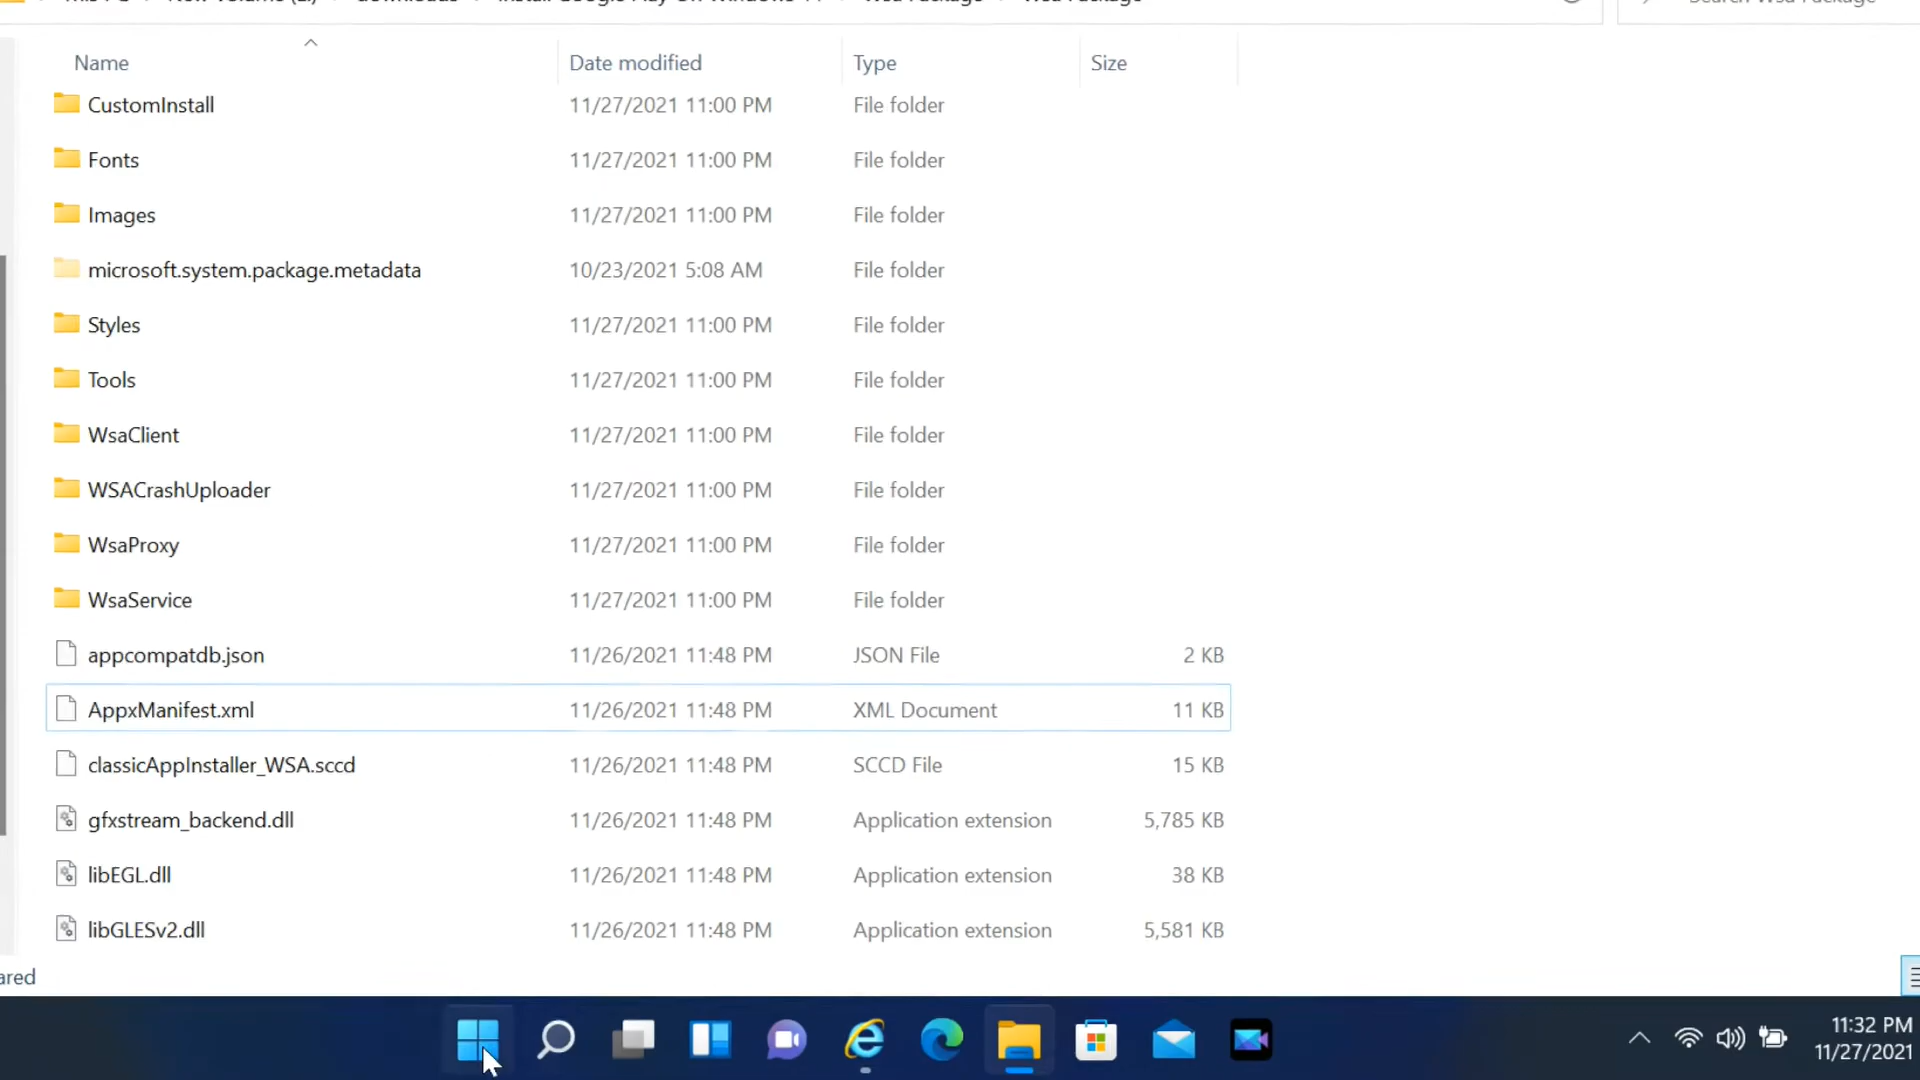 Name Date modified Type Size
CustomInstall 11/27/2021 11:00 PM File folder
Fonts 11/27/2021 11:00 PM File folder
Images 11/27/2021 11:00 PM File folder
microsoft.system.package.metadata 10/23/2021 5:08 AM File folder
Styles 11/27/2021 11:00 PM File folder
Tools 11/27/2021 11:00 PM File folder
WsaClient 11/27/2021 11:00 PM File folder
WSACrashUploader 11/27/2021 11:00 PM File folder
WsaProxy 11/27/2021 11:00 PM File folder
WsaService 11/27/2021 11:00 PM File folder
appcompatdb.json 11/26/2021 11:48 PM JSON File 2 KB
AppxManifest.xml 11/26/2021 11:48 PM XML Document 11 KB
classicAppInstaller_WSA.sccd 11/26/2021 11:48 PM SCCD File 15 KB
gfxstream_backend.dll 11/26/2021 11:48 PM Application extension 5,785 KB
libEGL.dll 11/26/2021 11:48 PM Application extension 38 KB
libGLESv2.dll 11/26/2021 11:48 PM Application extension 5,581 KB
ared
11:32 PM
11/27/2021